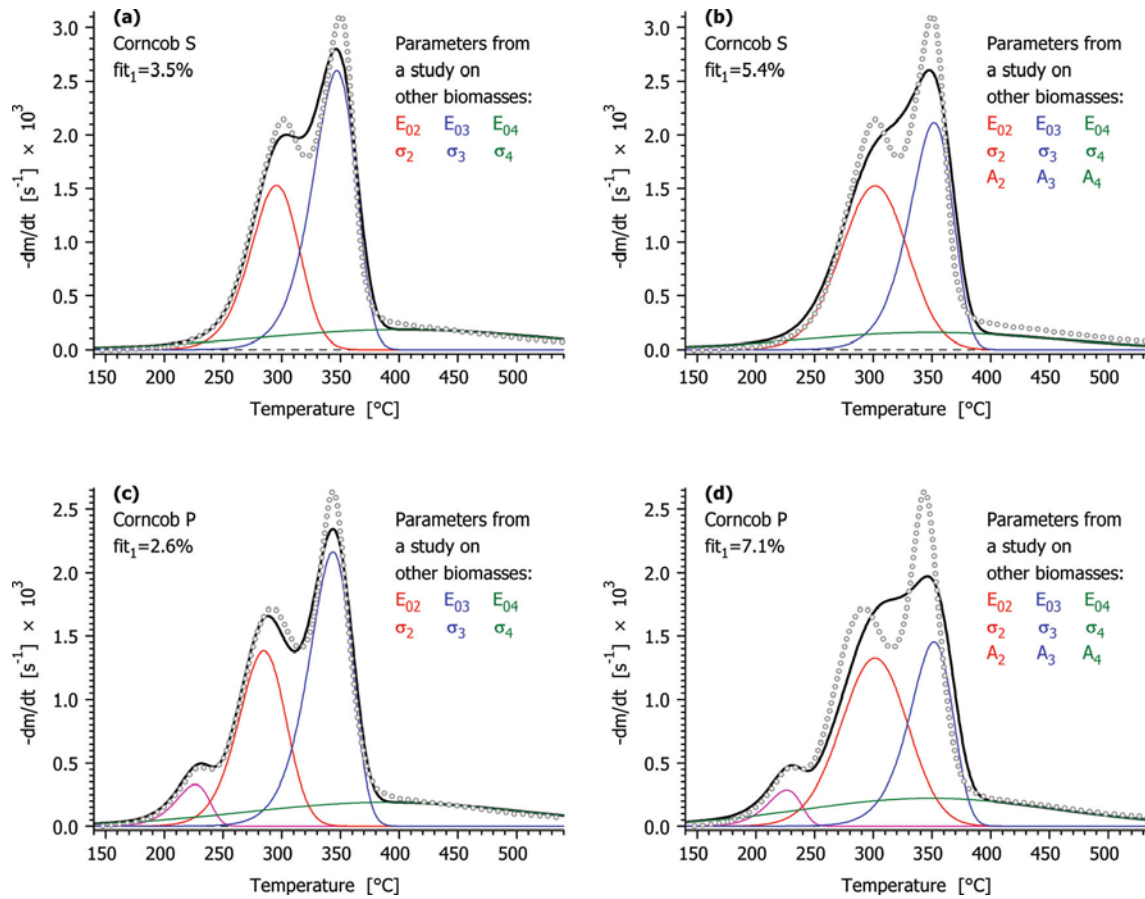 (a)
Corncob S
fit₁=3.5%
Parameters from
a study on
other biomasses:
E₀₂ E₀₃ E₀₄
σ₂ σ₃ σ₄
-dm/dt [s⁻¹] × 10³
3.0
2.5
2.0
1.5
1.0
0.5
0.0
150 200 250 300 350 400 450 500
Temperature [°C]
(b)
Corncob S
fit₁=5.4%
Parameters from
a study on
other biomasses:
E₀₂ E₀₃ E₀₄
σ₂ σ₃ σ₄
A₂ A₃ A₄
-dm/dt [s⁻¹] × 10³
3.0
2.5
2.0
1.5
1.0
0.5
0.0
150 200 250 300 350 400 450 500
Temperature [°C]
(c)
Corncob P
fit₁=2.6%
Parameters from
a study on
other biomasses:
E₀₂ E₀₃ E₀₄
σ₂ σ₃ σ₄
-dm/dt [s⁻¹] × 10³
2.5
2.0
1.5
1.0
0.5
0.0
150 200 250 300 350 400 450 500
Temperature [°C]
(d)
Corncob P
fit₁=7.1%
Parameters from
a study on
other biomasses:
E₀₂ E₀₃ E₀₄
σ₂ σ₃ σ₄
A₂ A₃ A₄
-dm/dt [s⁻¹] × 10³
2.5
2.0
1.5
1.0
0.5
0.0
150 200 250 300 350 400 450 500
Temperature [°C]